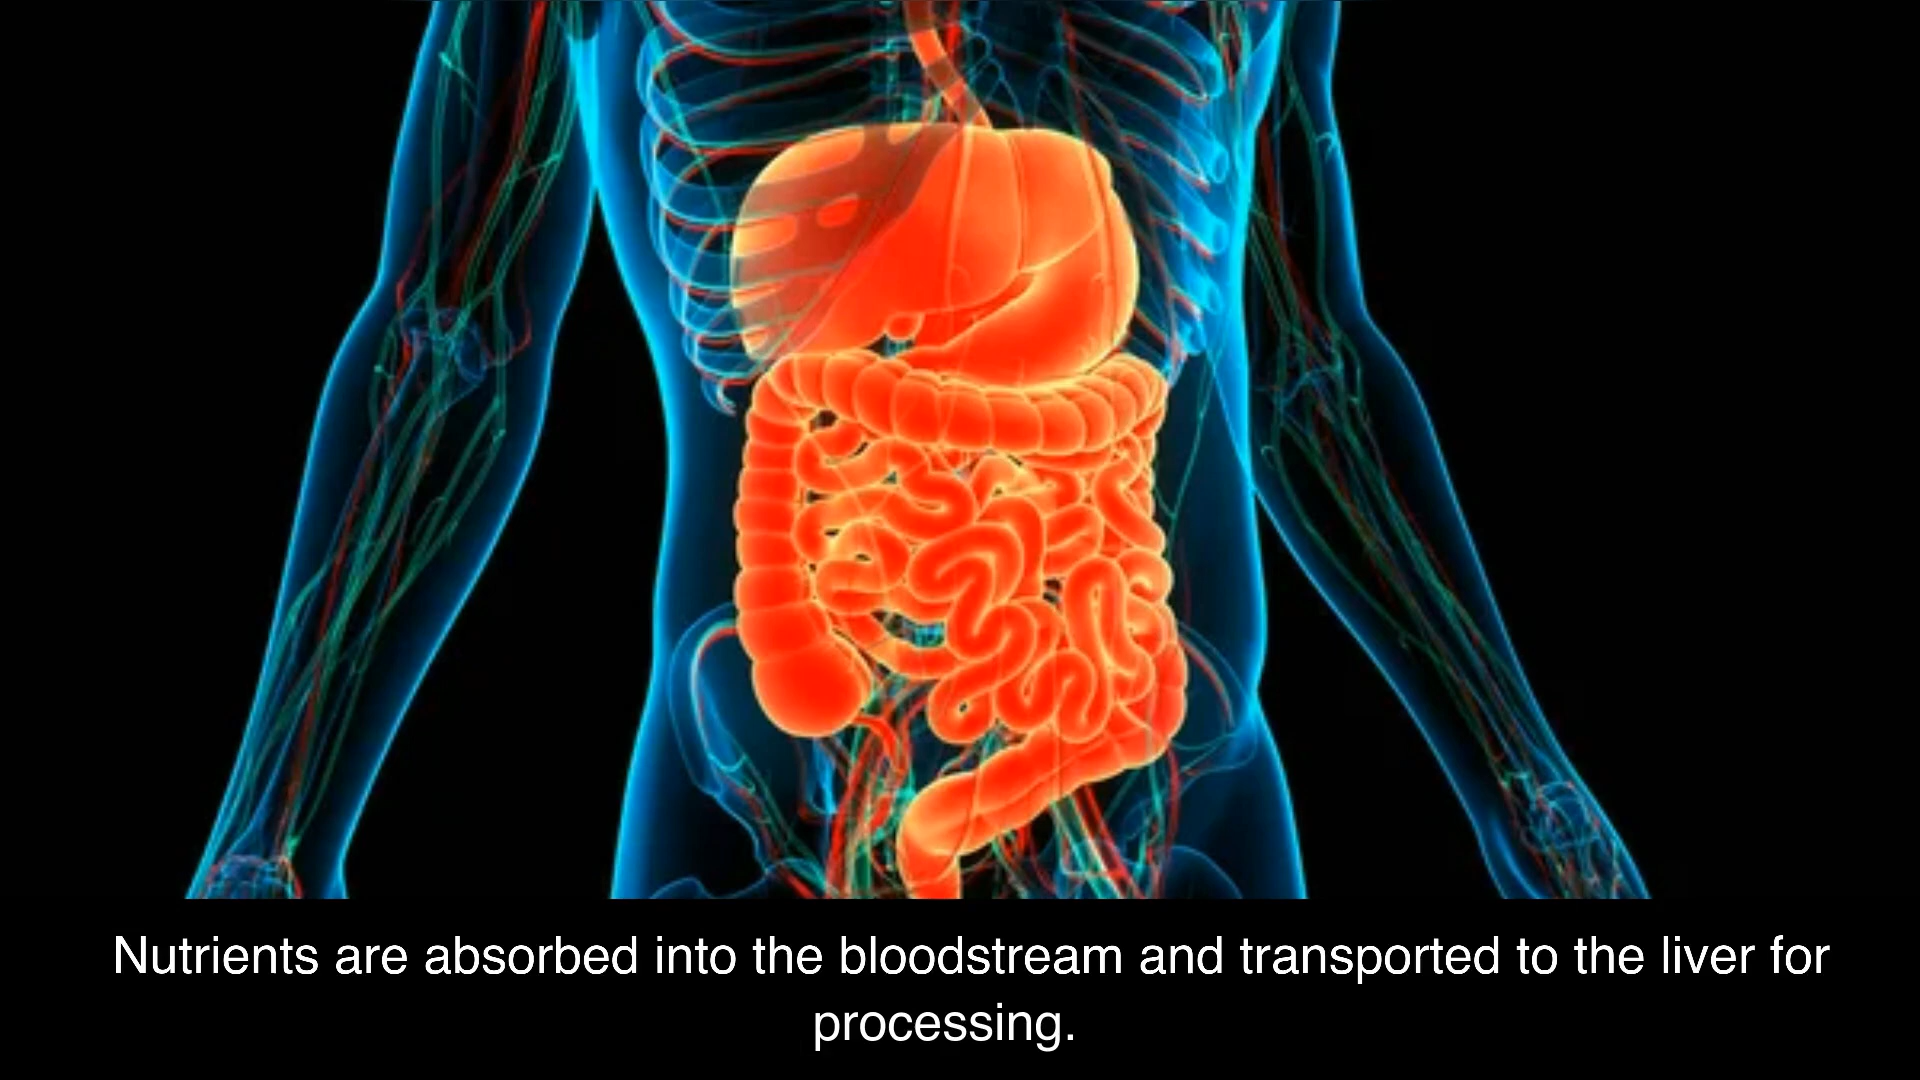 Nutrients are absorbed into the bloodstream and transported to the liver for
processing.